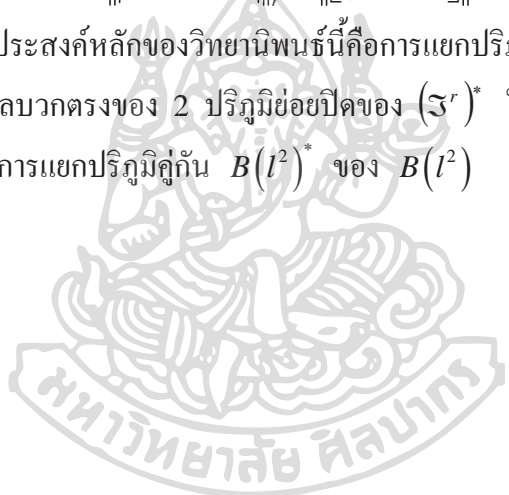 ประสงค์หลักของวิทยานิพนธ์นี้คือการแยกปริภ
ลบวกตรงของ 2 ปริภูมิย่อยปิดของ (𝔍^r)^*
การแยกปริภูมิคู่กัน B(l^2)^* ของ B(l^2)
มหาวิทยาลัย ศิลปากร